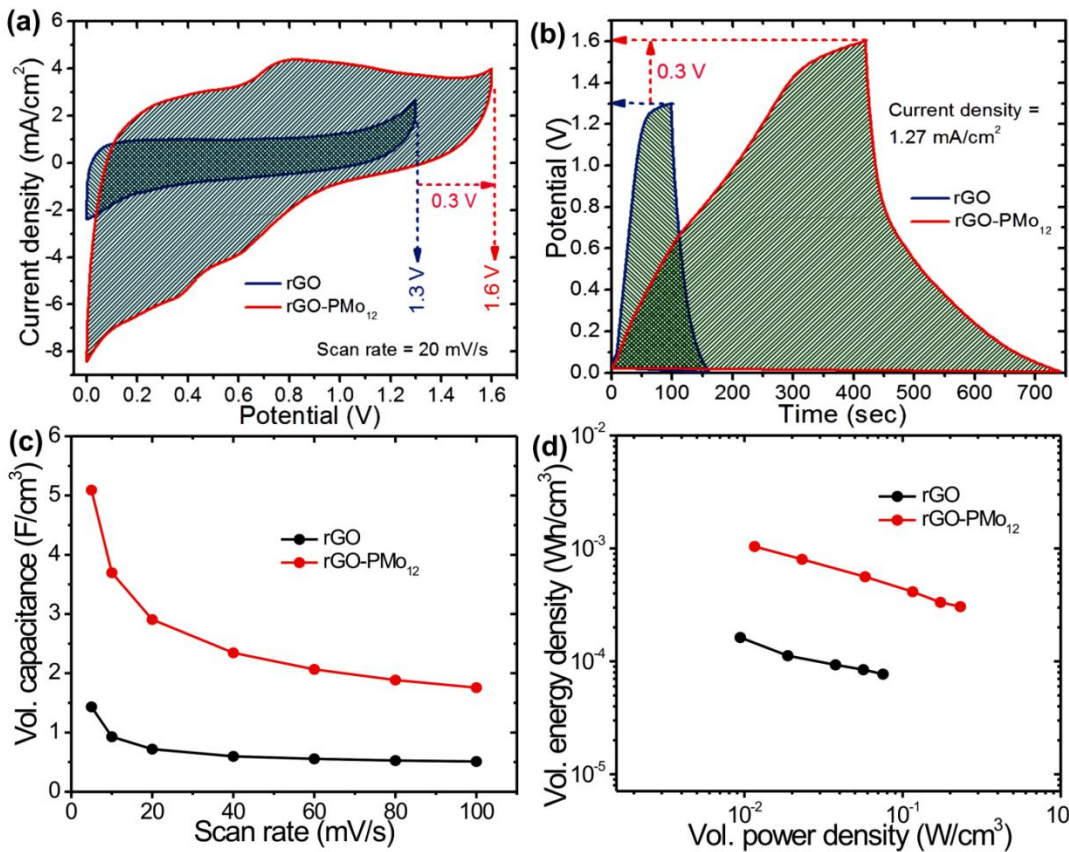 (a)
Current density (mA/cm²)
4
2
0
-2
-4
-6
-8
0.3 V
1.3 V
1.6 V
rGO
rGO-PMo₁₂
Scan rate = 20 mV/s
0.0 0.2 0.4 0.6 0.8 1.0 1.2 1.4 1.6
Potential (V)
(b)
Potential (V)
1.6
1.4
1.2
1.0
0.8
0.6
0.4
0.2
0.0
0.3 V
Current density =
1.27 mA/cm²
rGO
rGO-PMo₁₂
0 100 200 300 400 500 600 700
Time (sec)
(c)
Vol. capacitance (F/cm³)
6
5
4
3
2
1
0
rGO
rGO-PMo₁₂
0 20 40 60 80 100
Scan rate (mV/s)
(d)
Vol. energy density (Wh/cm³)
10⁻²
10⁻³
10⁻⁴
10⁻⁵
rGO
rGO-PMo₁₂
10⁻² 10⁻¹ 10
Vol. power density (W/cm³)